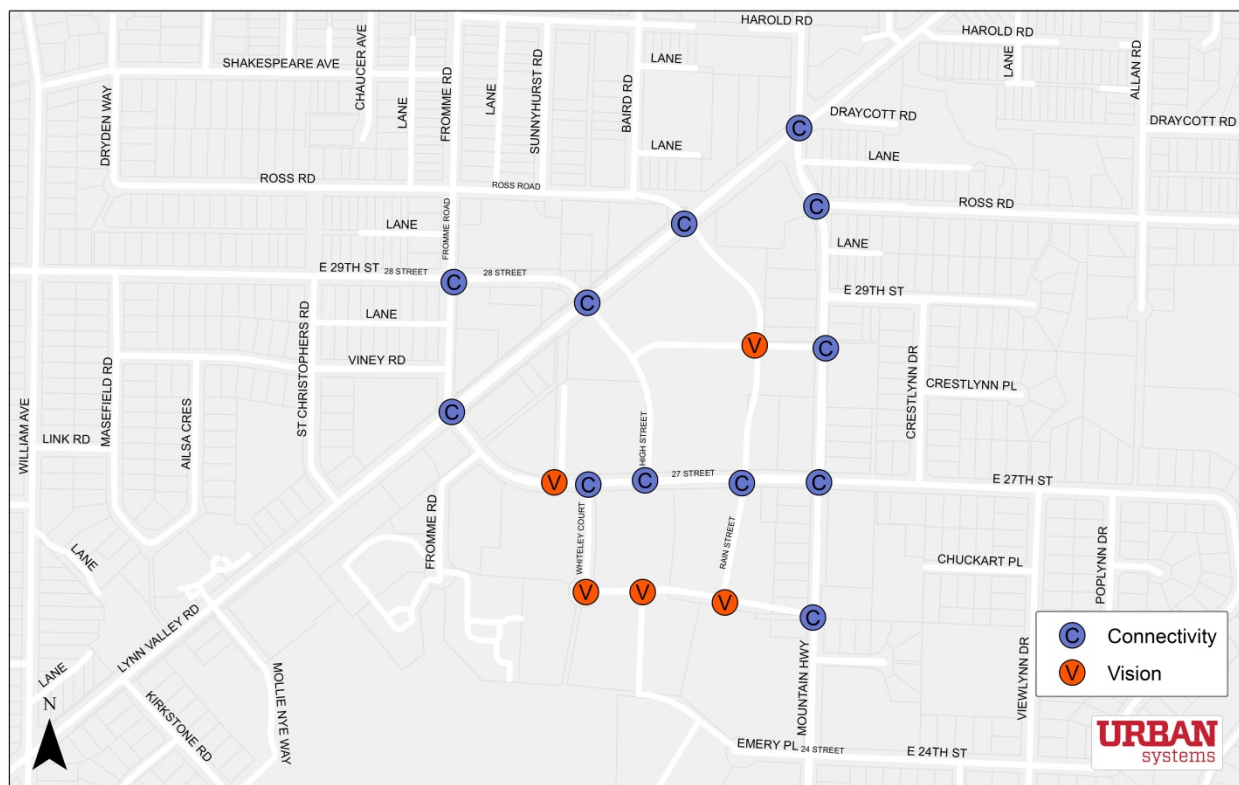 HAROLD RD
HAROLD RD
SHAKESPEARE AVE
CHAUCER AVE
LANE
FROMME RD
LANE
SUNNYHURST RD
BAIRD RD
LANE
LANE
ALLAN RD
DRYDEN WAY
C
DRAYCOTT RD
DRAYCOTT RD
LANE
LANE
ROSS RD
ROSS ROAD
C
ROSS RD
C
LANE
FROMME ROAD
LANE
E 29TH ST
28 STREET
C
28 STREET
C
E 29TH ST
LANE
ST CHRISTOPHERS RD
VINEY RD
V
C
CRESTLYNN DR
CRESTLYNN PL
WILLIAM AVE
MASEFIELD RD
AILSA CRES
LINK RD
C
HIGH STREET
27 STREET
V
C
C
C
C
E 27TH ST
FROMME RD
WHITELEY COURT
RAIN STREET
LANE
CHUCKART PL
POPLYNN DR
V
V
V
C
LYNN VALLEY RD
LANE
KIRKSTONE RD
MOLLIE NYE WAY
MOUNTAIN HWY
VIEWLYNN DR
C Connectivity
V Vision
N
EMERY PL
24 STREET
E 24TH ST
URBAN
systems